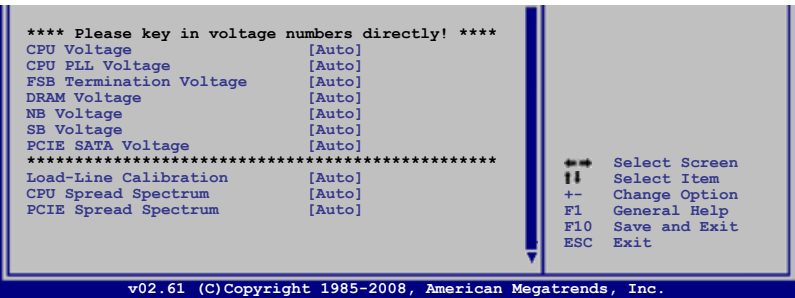 **** Please key in voltage numbers directly! ****
CPU Voltage [Auto]
CPU PLL Voltage [Auto]
FSB Termination Voltage [Auto]
DRAM Voltage [Auto]
NB Voltage [Auto]
SB Voltage [Auto]
PCIE SATA Voltage [Auto]
*************************************************
Load-Line Calibration [Auto]
CPU Spread Spectrum [Auto]
PCIE Spread Spectrum [Auto]
←→ Select Screen
↑↓ Select Item
+- Change Option
F1 General Help
F10 Save and Exit
ESC Exit
v02.61 (C)Copyright 1985-2008, American Megatrends, Inc.